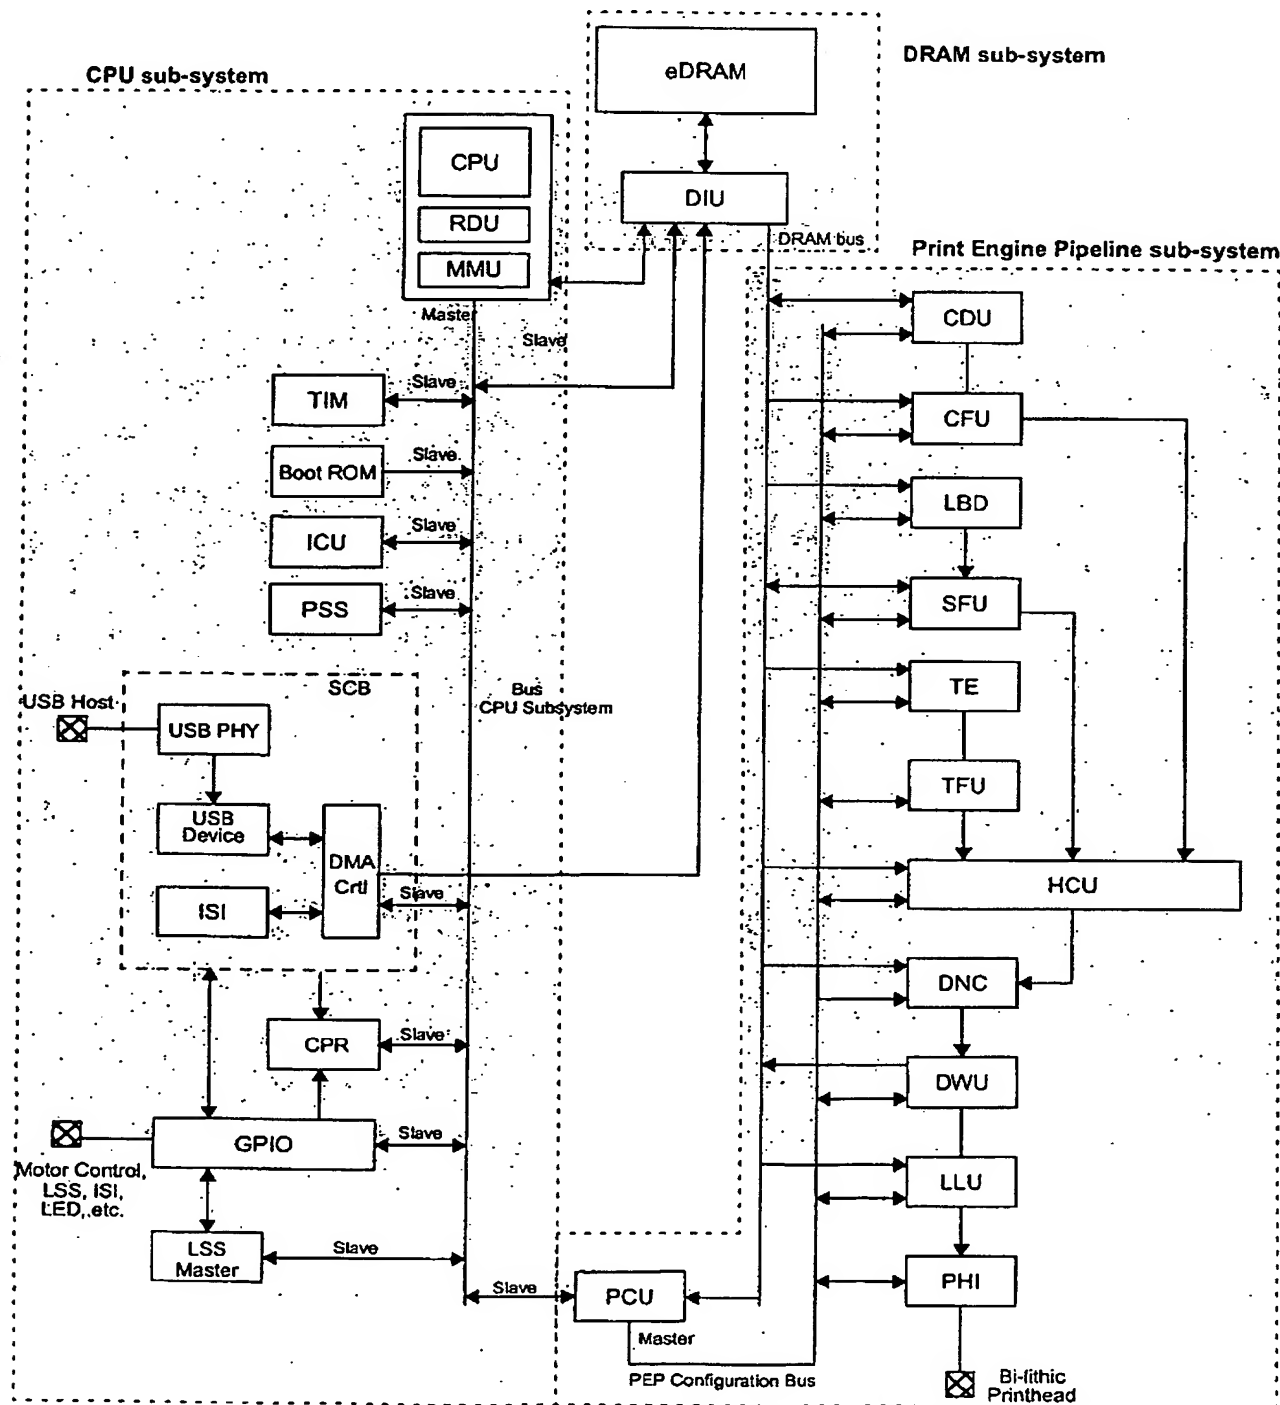 CPU sub-system
DRAM sub-system
eDRAM
CPU
RDU
MMU
DIU
DRAM bus
Print Engine Pipeline sub-system
Master
Slave
CDU
TIM
Slave
CFU
Boot ROM
Slave
LBD
ICU
Slave
PSS
Slave
SFU
SCB
USB Host
USB PHY
Bus
CPU Subsystem
TE
TFU
USB
Device
DMA
Crtl
Slave
ISI
HCU
DNC
CPR
Slave
DWU
GPIO
Slave
Motor Control,
LSS, ISI,
LED, etc.
LLU
LSS
Master
Slave
Slave
PCU
Master
PHI
PEP Configuration Bus
Bi-lithic
Printhead